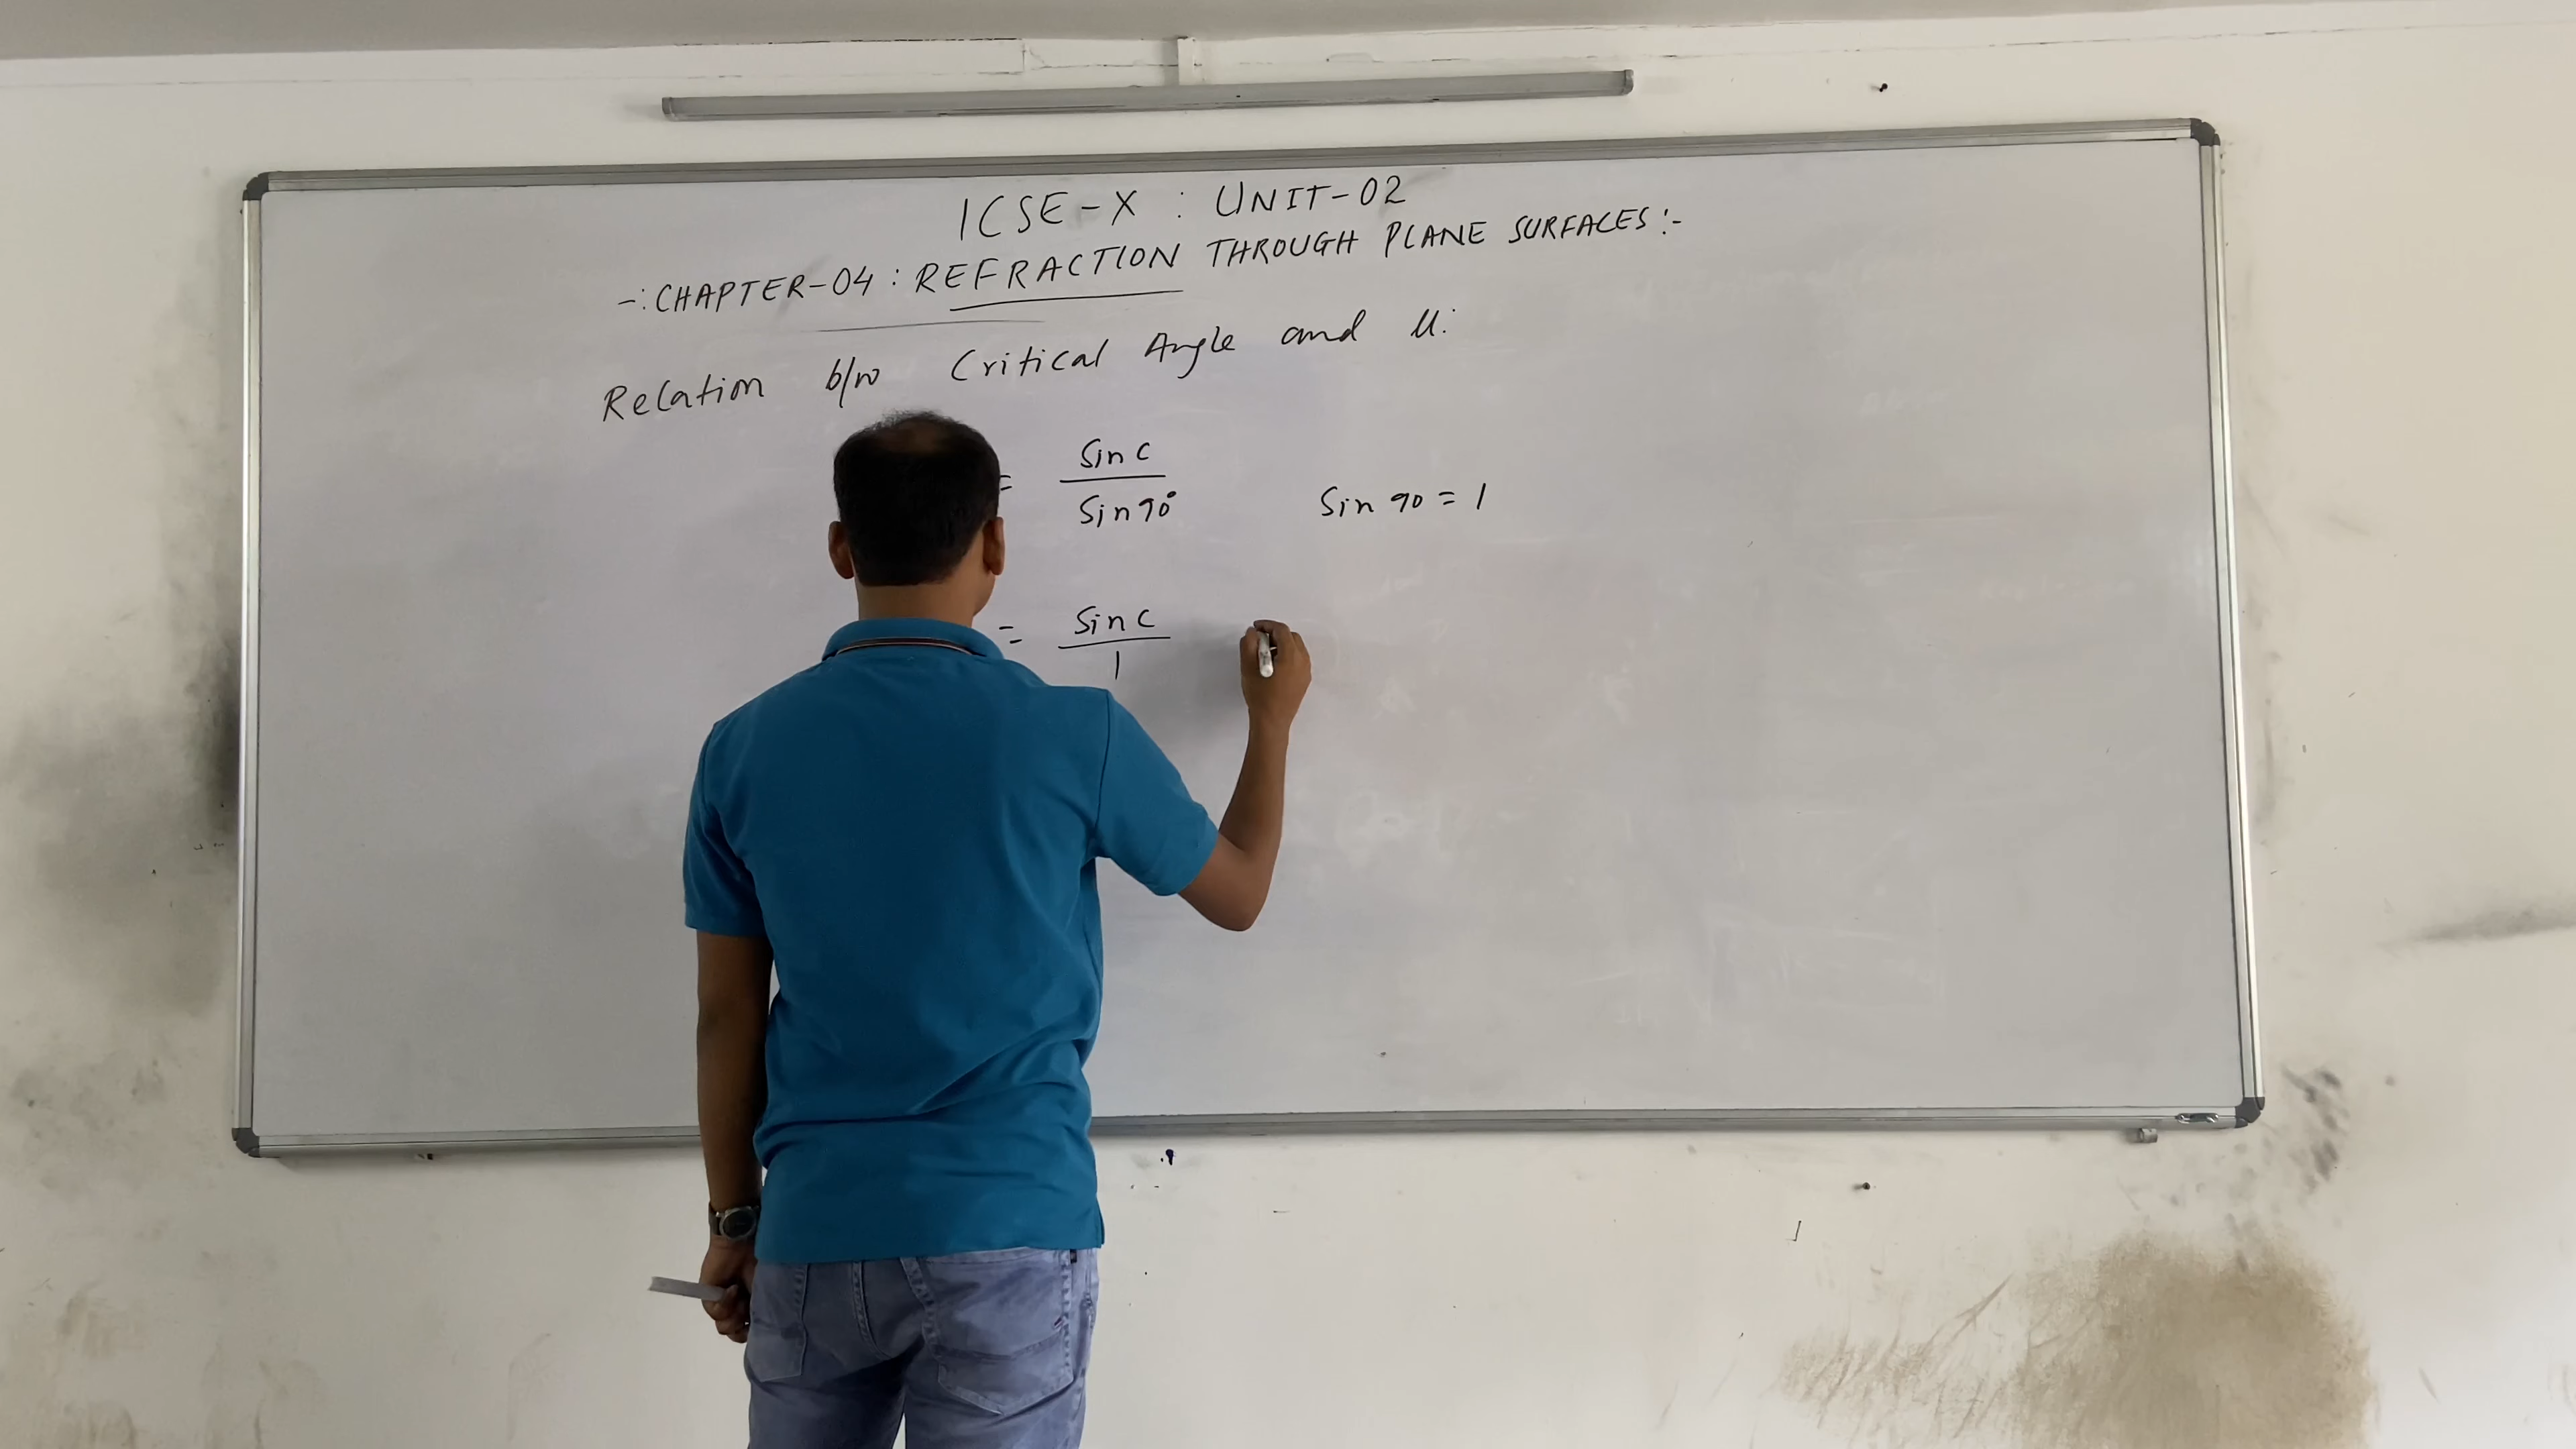 ICSE-X : UNIT-02
-:CHAPTER-04: REFRACTION THROUGH PLANE SURFACES:-
Relation b/w Critical Angle and μ:
= Sin C / Sin 90° Sin 90 = 1
= Sin C / 1